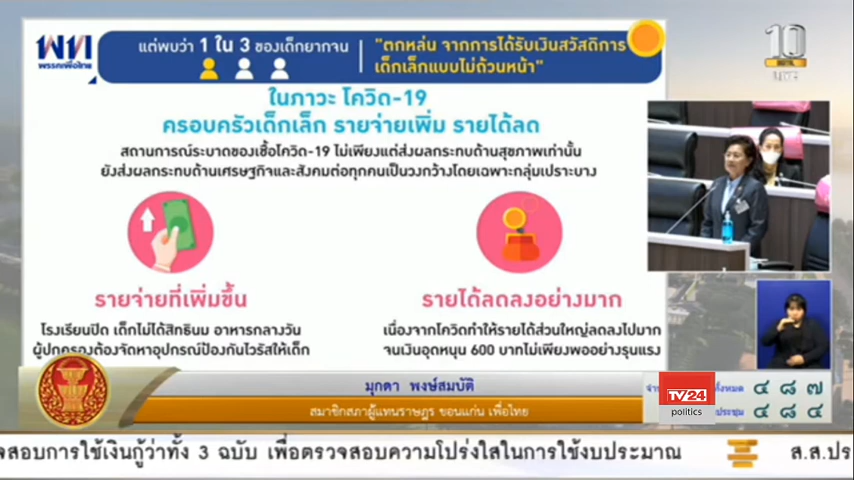 พท
พรรคเพื่อไทย
แต่พบว่า 1 ใน 3 ของเด็กยากจน
"ตกหล่น จากการได้รับเงินสวัสดิการ
เด็กเล็กแบบไม่ถ้วนหน้า"
10
ในภาวะ โควิด-19
ครอบครัวเด็กเล็ก รายจ่ายเพิ่ม รายได้ลด
สถานการณ์ระบาดของเชื้อโควิด-19 ไม่เพียงแต่ส่งผลกระทบด้านสุขภาพเท่านั้น
ยังส่งผลกระทบด้านเศรษฐกิจและสังคมต่อทุกคนเป็นวงกว้างโดยเฉพาะกลุ่มเปราะบาง
รายจ่ายที่เพิ่มขึ้น
โรงเรียนปิด เด็กไม่ได้สิทธินม อาหารกลางวัน
ผู้ปกครองต้องจัดหาอุปกรณ์ป้องกันไวรัสให้เด็ก
รายได้ลดลงอย่างมาก
เนื่องจากโควิดทำให้รายได้ส่วนใหญ่ลดลงไปมาก
จนเงินอุดหนุน 600 บาทไม่เพียงพออย่างรุนแรง
มุกดา พงษ์สมบัติ
สมาชิกสภาผู้แทนราษฎร ขอนแก่น เพื่อไทย
ทั้งหมด ๔๘๗
ประชุม ๔๘๔
TV24
politics
จสอบการใช้เงินกู้ว่าทั้ง 3 ฉบับ เพื่อตรวจสอบความโปร่งใสในการใช้งบประมาณ ส.ส.ปร